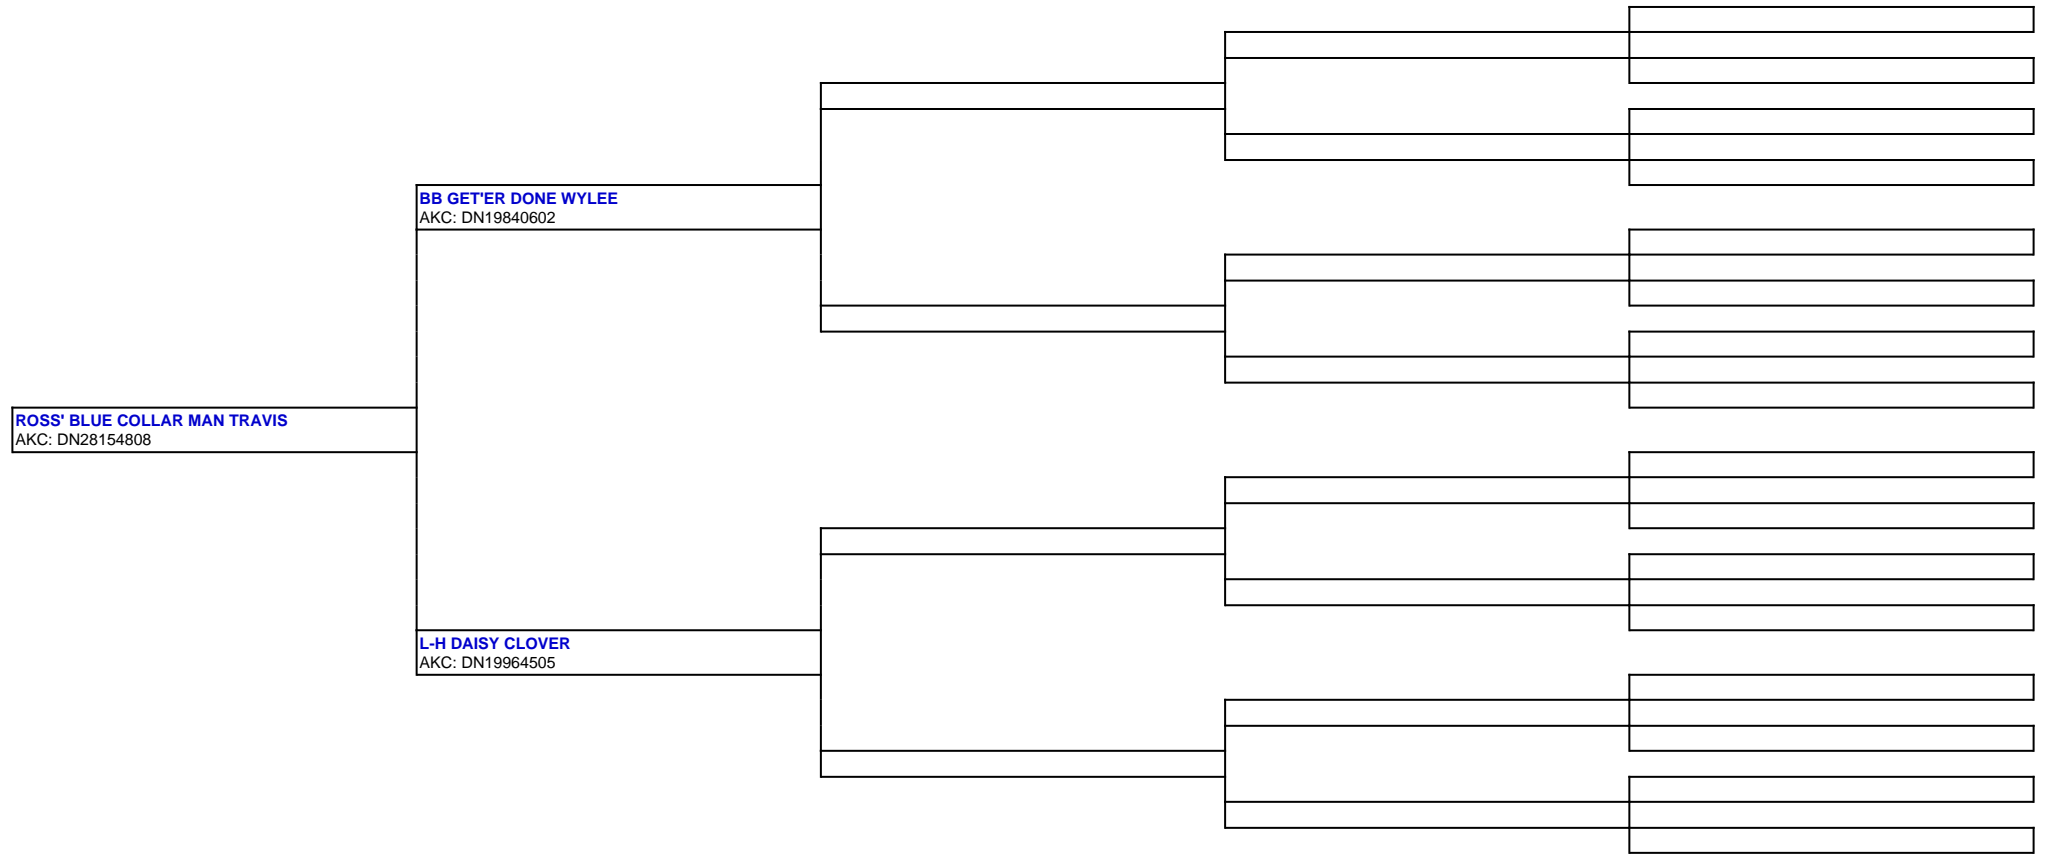 BB GET'ER DONE WYLEE
AKC: DN19840602
ROSS' BLUE COLLAR MAN TRAVIS
AKC: DN28154808
L-H DAISY CLOVER
AKC: DN19964505